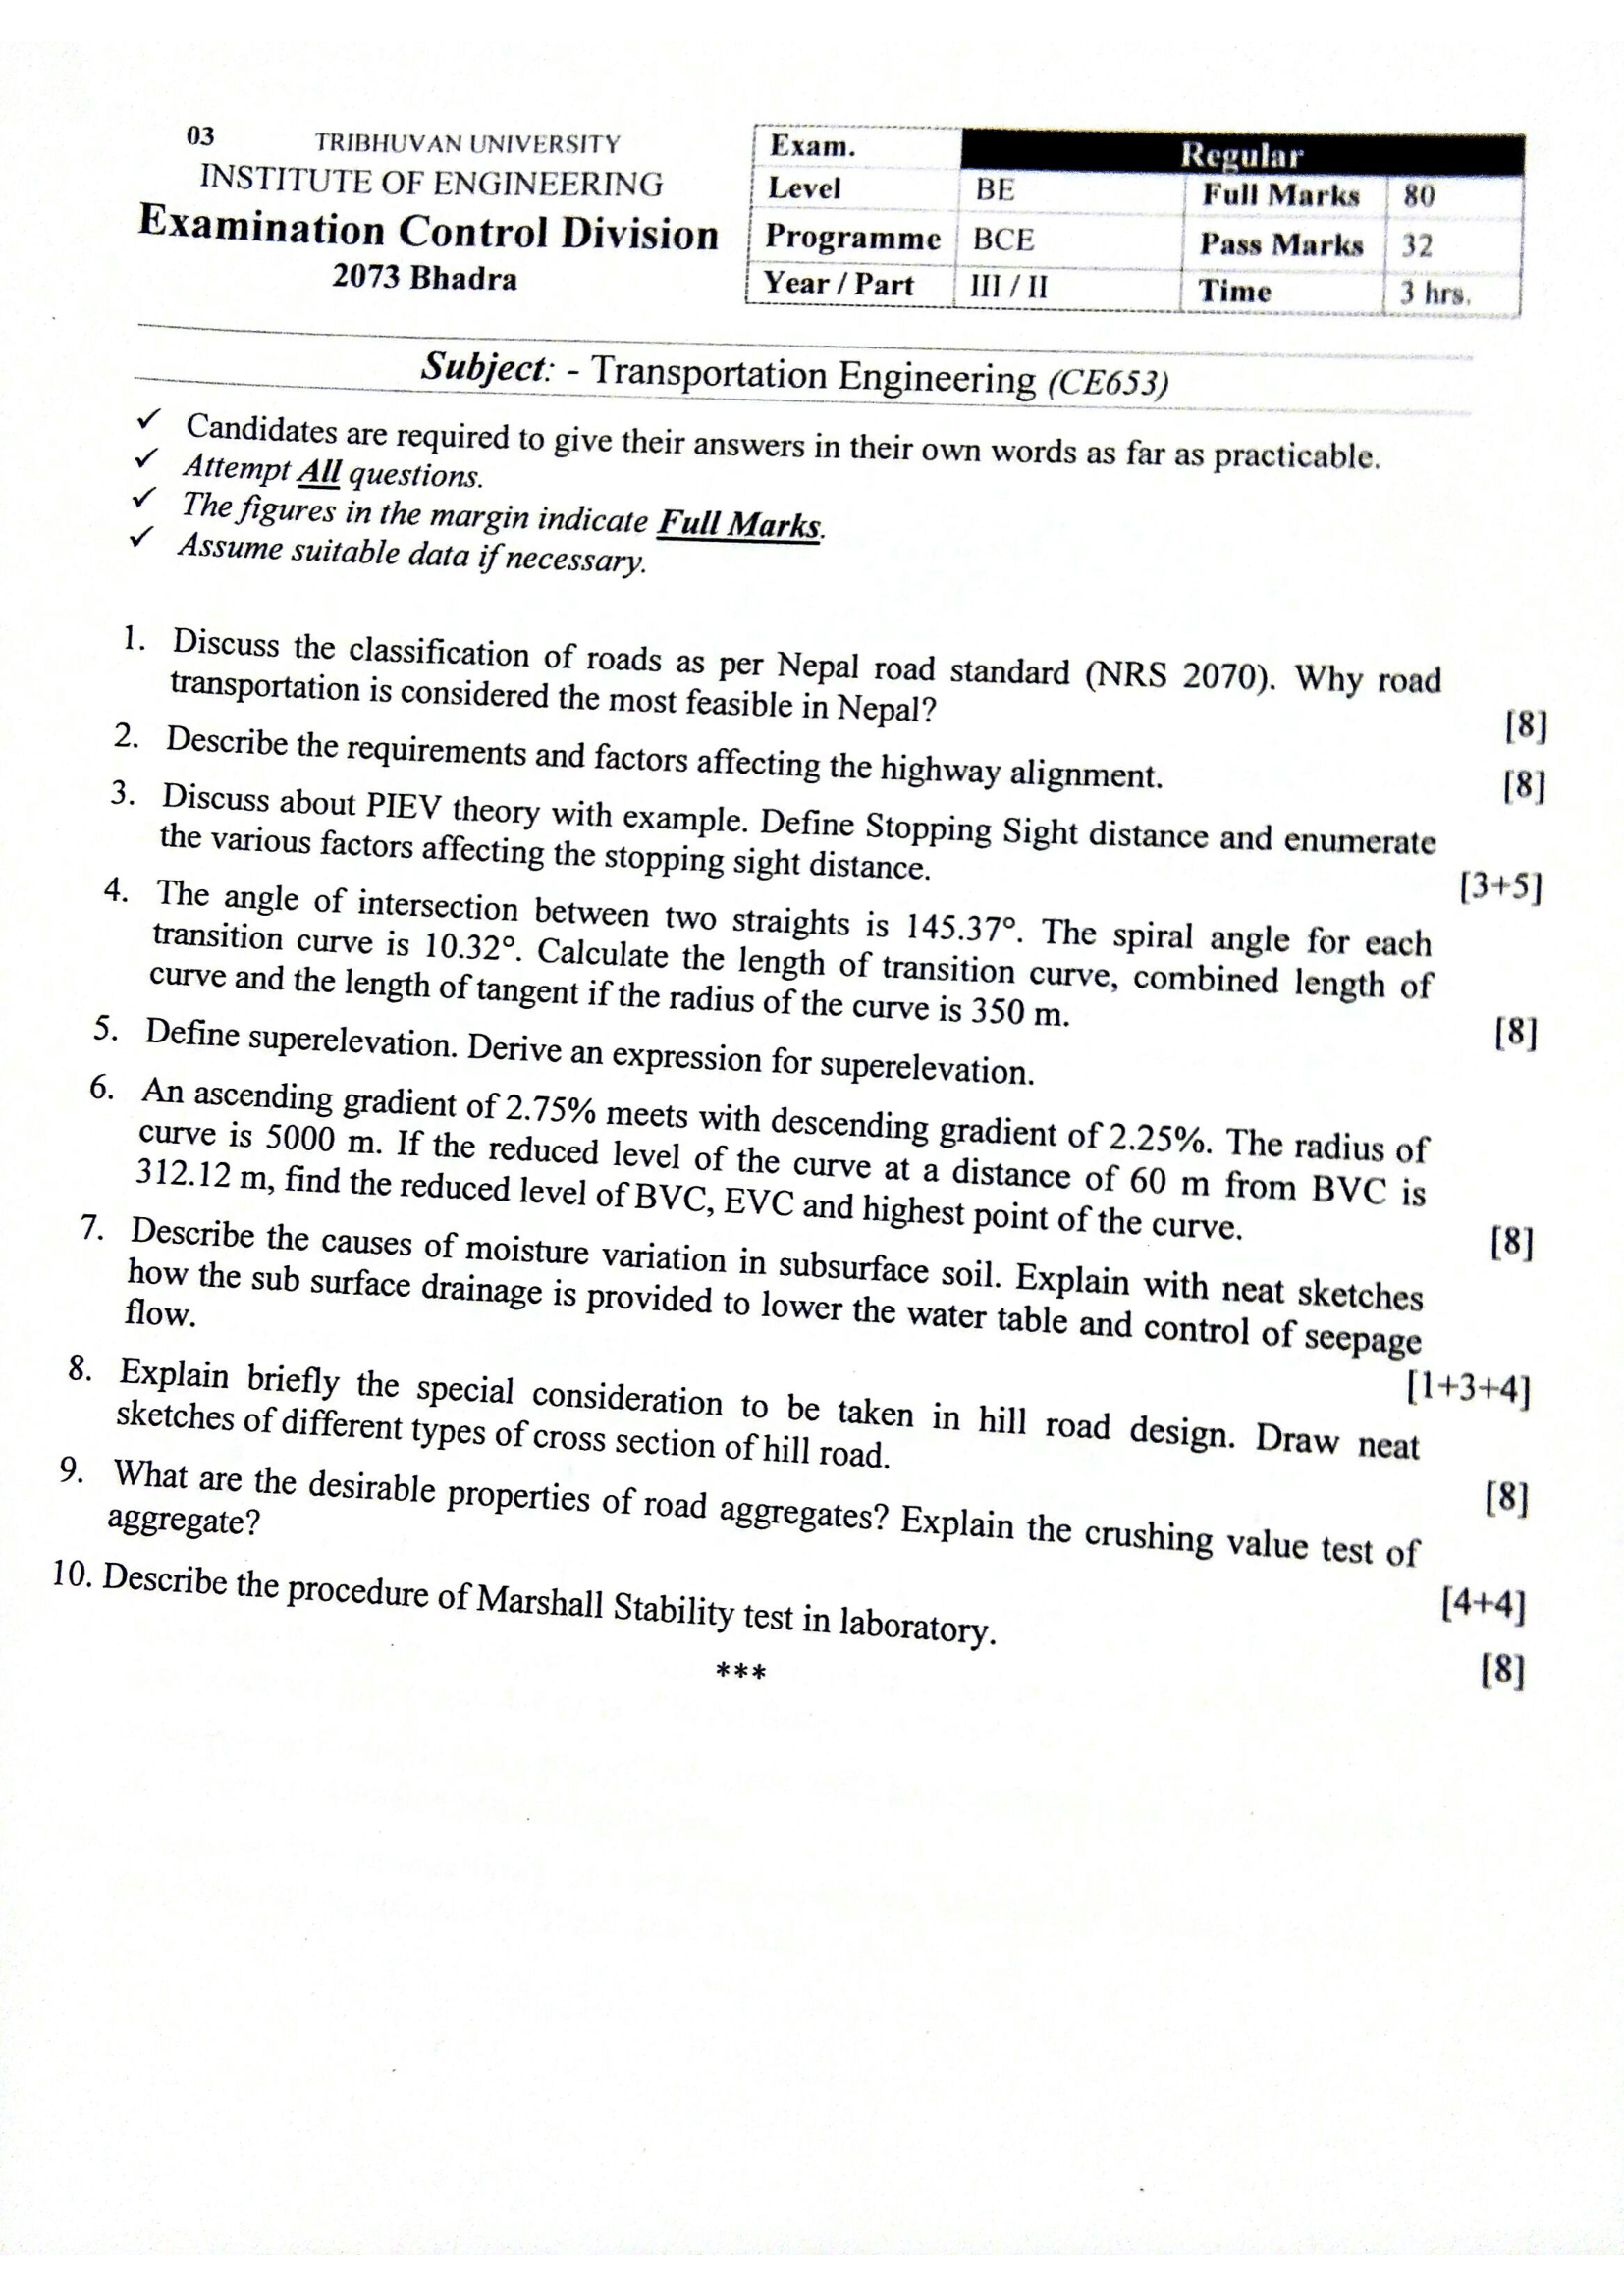 03
TRIBHUVAN UNIVERSITY
INSTITUTE OF ENGINEERING
Examination Control Division
2073 Bhadra
Exam. Regular
Level BE Full Marks 80
Programme BCE Pass Marks 32
Year / Part III / II Time 3 hrs.
Subject: - Transportation Engineering (CE653)
✓ Candidates are required to give their answers in their own words as far as practicable.
✓ Attempt All questions.
✓ The figures in the margin indicate Full Marks.
✓ Assume suitable data if necessary.
1. Discuss the classification of roads as per Nepal road standard (NRS 2070). Why road
transportation is considered the most feasible in Nepal? [8]
2. Describe the requirements and factors affecting the highway alignment. [8]
3. Discuss about PIEV theory with example. Define Stopping Sight distance and enumerate
the various factors affecting the stopping sight distance. [3+5]
4. The angle of intersection between two straights is 145.37°. The spiral angle for each
transition curve is 10.32°. Calculate the length of transition curve, combined length of
curve and the length of tangent if the radius of the curve is 350 m. [8]
5. Define superelevation. Derive an expression for superelevation.
6. An ascending gradient of 2.75% meets with descending gradient of 2.25%. The radius of
curve is 5000 m. If the reduced level of the curve at a distance of 60 m from BVC is
312.12 m, find the reduced level of BVC, EVC and highest point of the curve. [8]
7. Describe the causes of moisture variation in subsurface soil. Explain with neat sketches
how the sub surface drainage is provided to lower the water table and control of seepage
flow. [1+3+4]
8. Explain briefly the special consideration to be taken in hill road design. Draw neat
sketches of different types of cross section of hill road. [8]
9. What are the desirable properties of road aggregates? Explain the crushing value test of
aggregate? [4+4]
10. Describe the procedure of Marshall Stability test in laboratory. [8]
***